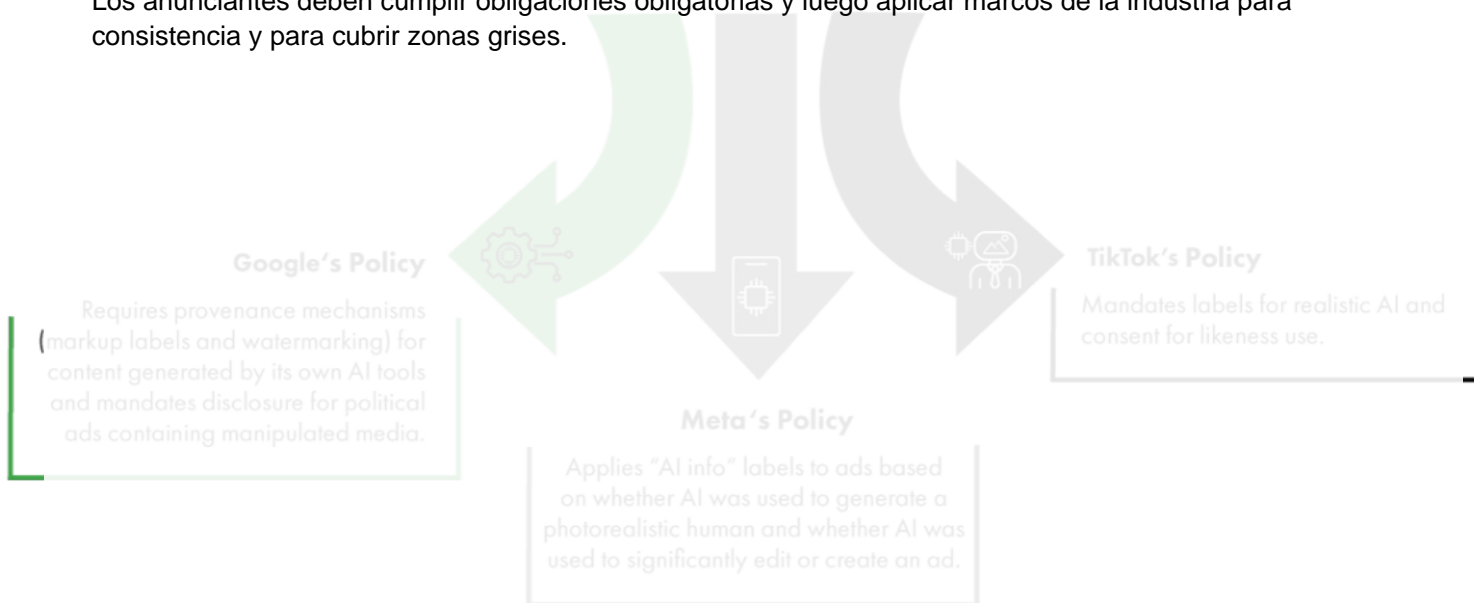 Los anunciantes deben cumplir obligaciones obligatorias y luego aplicar marcos de la industria para
consistencia y para cubrir zonas grises.
Google's Policy
Requires provenance mechanisms
(markup labels and watermarking) for
content generated by its own AI tools
and mandates disclosure for political
ads containing manipulated media.
Meta's Policy
Applies "AI info" labels to ads based
on whether AI was used to generate a
photorealistic human and whether AI was
used to significantly edit or create an ad.
TikTok's Policy
Mandates labels for realistic AI and
consent for likeness use.